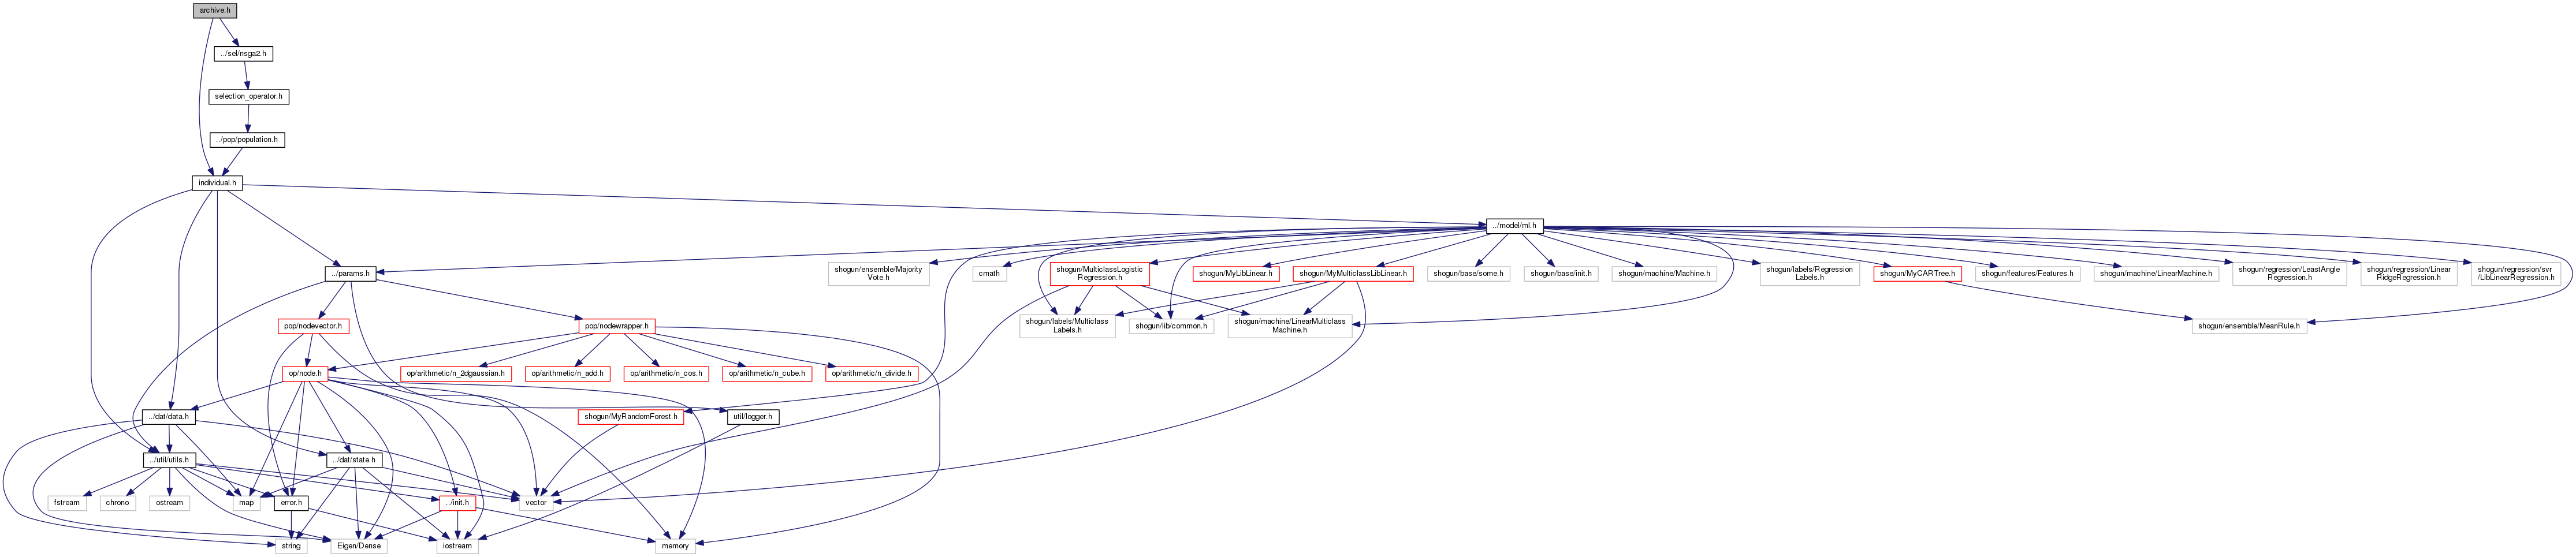 archive.h
../sel/nsga2.h
selection_operator.h
../pop/population.h
individual.h
../model/ml.h
../params.h
shogun/ensemble/Majority
Vote.h
cmath
shogun/MulticlassLogistic
Regression.h
shogun/MyLibLinear.h
shogun/MyMulticlassLibLinear.h
shogun/base/some.h
shogun/base/init.h
shogun/machine/Machine.h
shogun/labels/Regression
Labels.h
shogun/MyCARTree.h
shogun/features/Features.h
shogun/machine/LinearMachine.h
shogun/regression/LeastAngle
Regression.h
shogun/regression/Linear
RidgeRegression.h
shogun/regression/svr
/LibLinearRegression.h
pop/nodevector.h
pop/nodewrapper.h
shogun/labels/Multiclass
Labels.h
shogun/lib/common.h
shogun/machine/LinearMulticlass
Machine.h
shogun/ensemble/MeanRule.h
op/node.h
op/arithmetic/n_2dgaussian.h
op/arithmetic/n_add.h
op/arithmetic/n_cos.h
op/arithmetic/n_cube.h
op/arithmetic/n_divide.h
../dat/data.h
shogun/MyRandomForest.h
util/logger.h
../util/utils.h
../dat/state.h
fstream
chrono
ostream
map
error.h
../init.h
vector
string
Eigen/Dense
iostream
memory